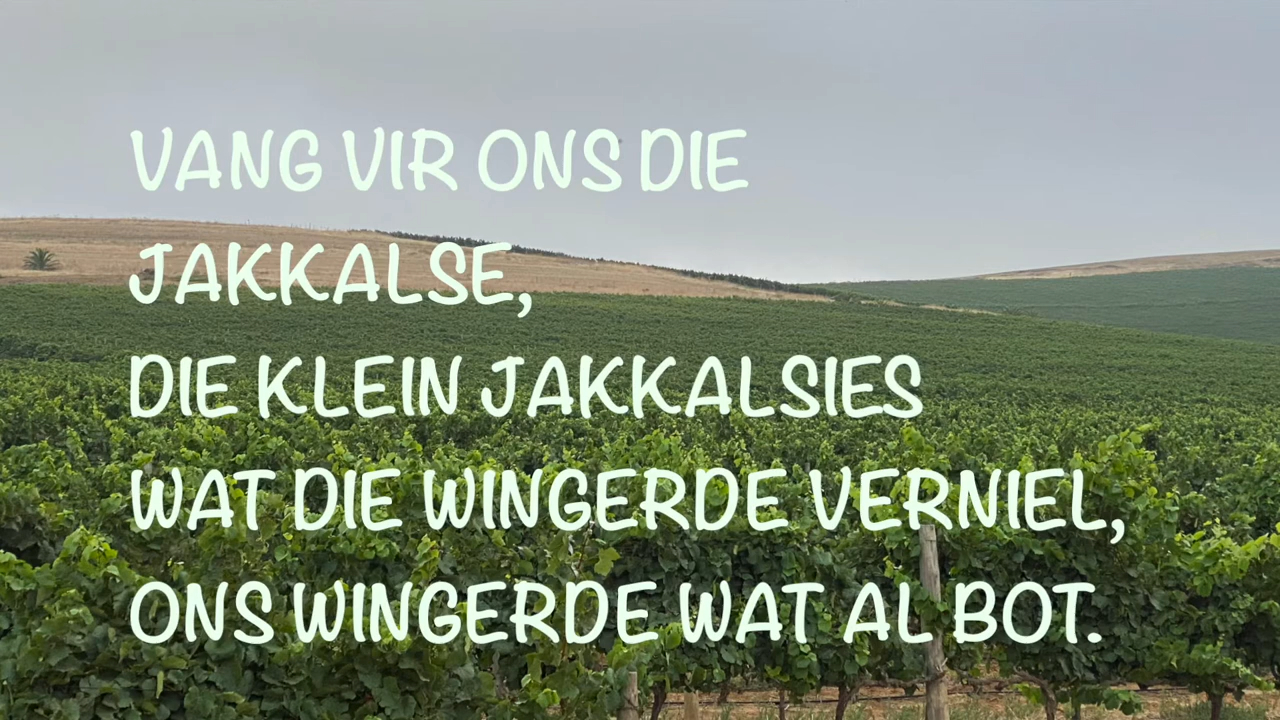 VANG VIR ONS DIE
JAKKALSE,
DIE KLEIN JAKKALSIES
WAT DIE WINGERDE VERNIEL,
ONS WINGERDE WAT AL BOT.